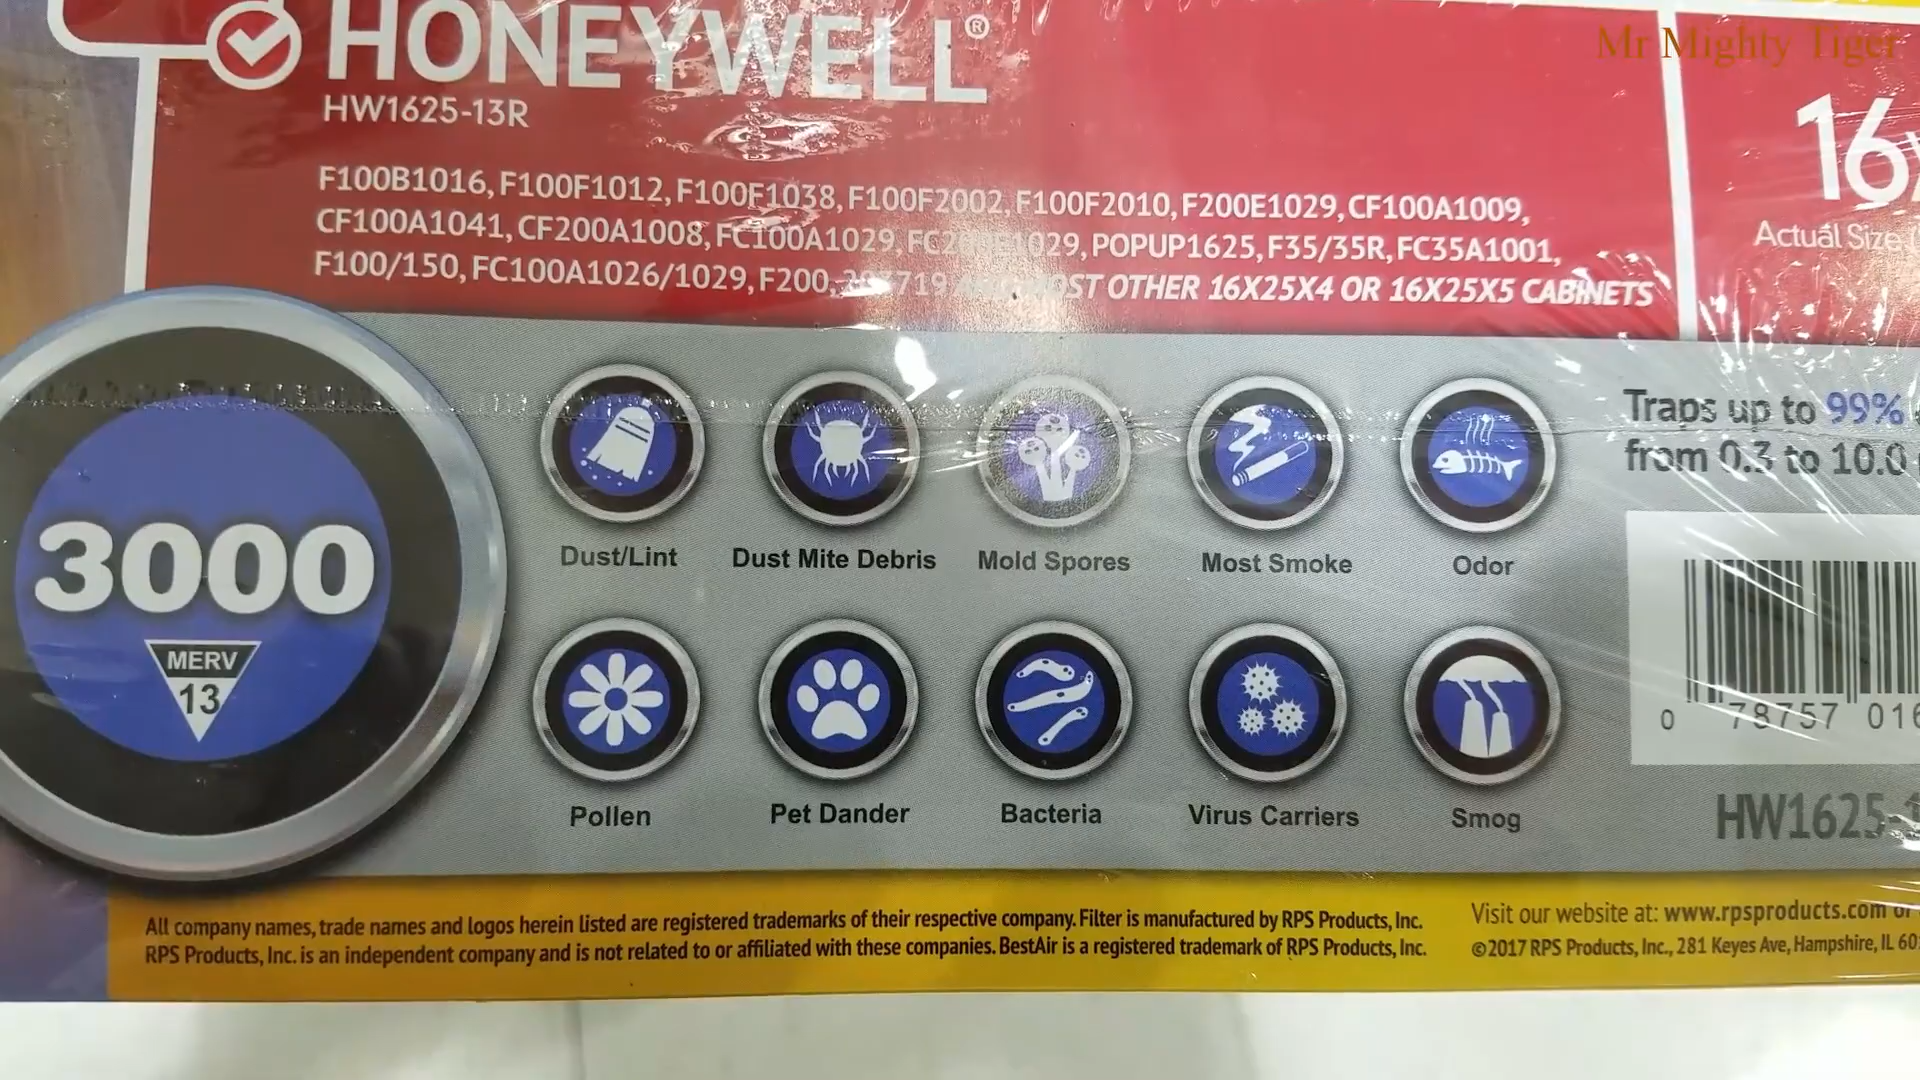 Mr Mighty Tiger
HONEYWELL®
HW1625-13R
F100B1016, F100F1012, F100F1038, F100F2002, F100F2010, F200E1029, CF100A1009,
CF100A1041, CF200A1008, FC100A1029, POPUP1625, F35/35R, FC35A1001,
F100/150, FC100A1026/1029, F200, MOST OTHER 16X25X4 OR 16X25X5 CABINETS
16
Actual Size
3000
MERV
13
Dust/Lint
Dust Mite Debris
Mold Spores
Most Smoke
Odor
Pollen
Pet Dander
Bacteria
Virus Carriers
Smog
Traps up to 99%
from 0.3 to 10.0
0 78757 016
HW1625-
All company names, trade names and logos herein listed are registered trademarks of their respective company. Filter is manufactured by RPS Products, Inc.
RPS Products, Inc. is an independent company and is not related to or affiliated with these companies. BestAir is a registered trademark of RPS Products, Inc.
Visit our website at: www.rpsproducts.com or
©2017 RPS Products, Inc., 281 Keyes Ave, Hampshire, IL 60